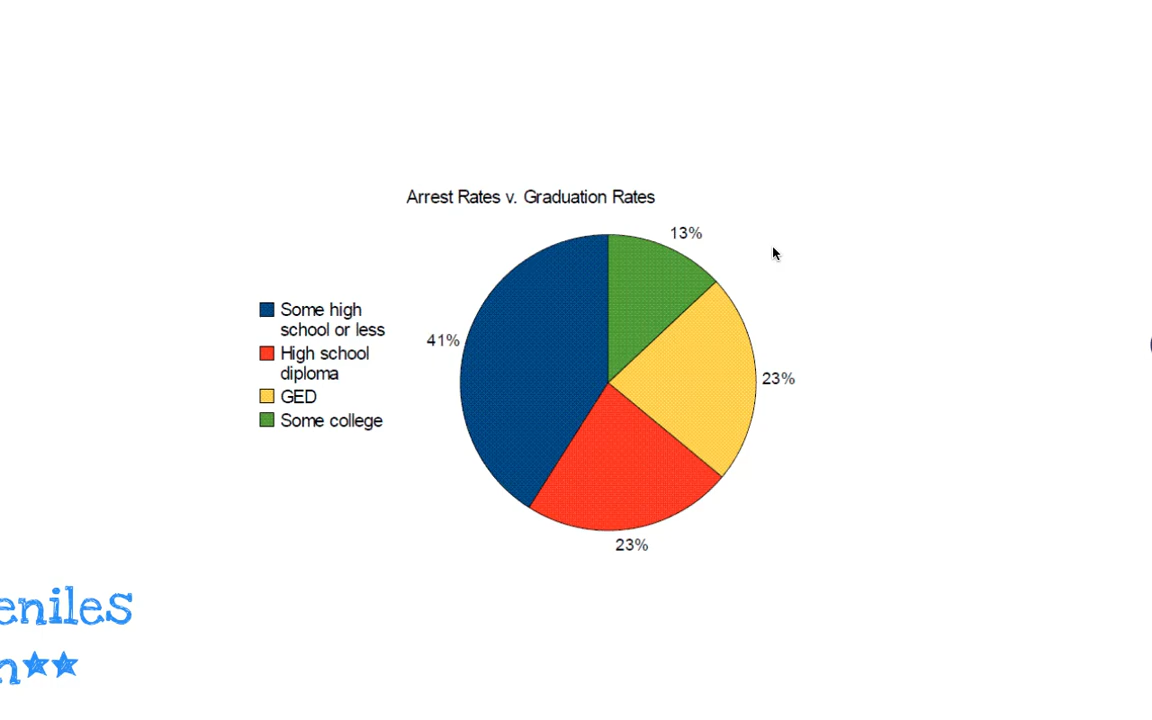 Arrest Rates v. Graduation Rates
13%
Some high
school or less
High school
diploma
GED
Some college
41%
23%
23%